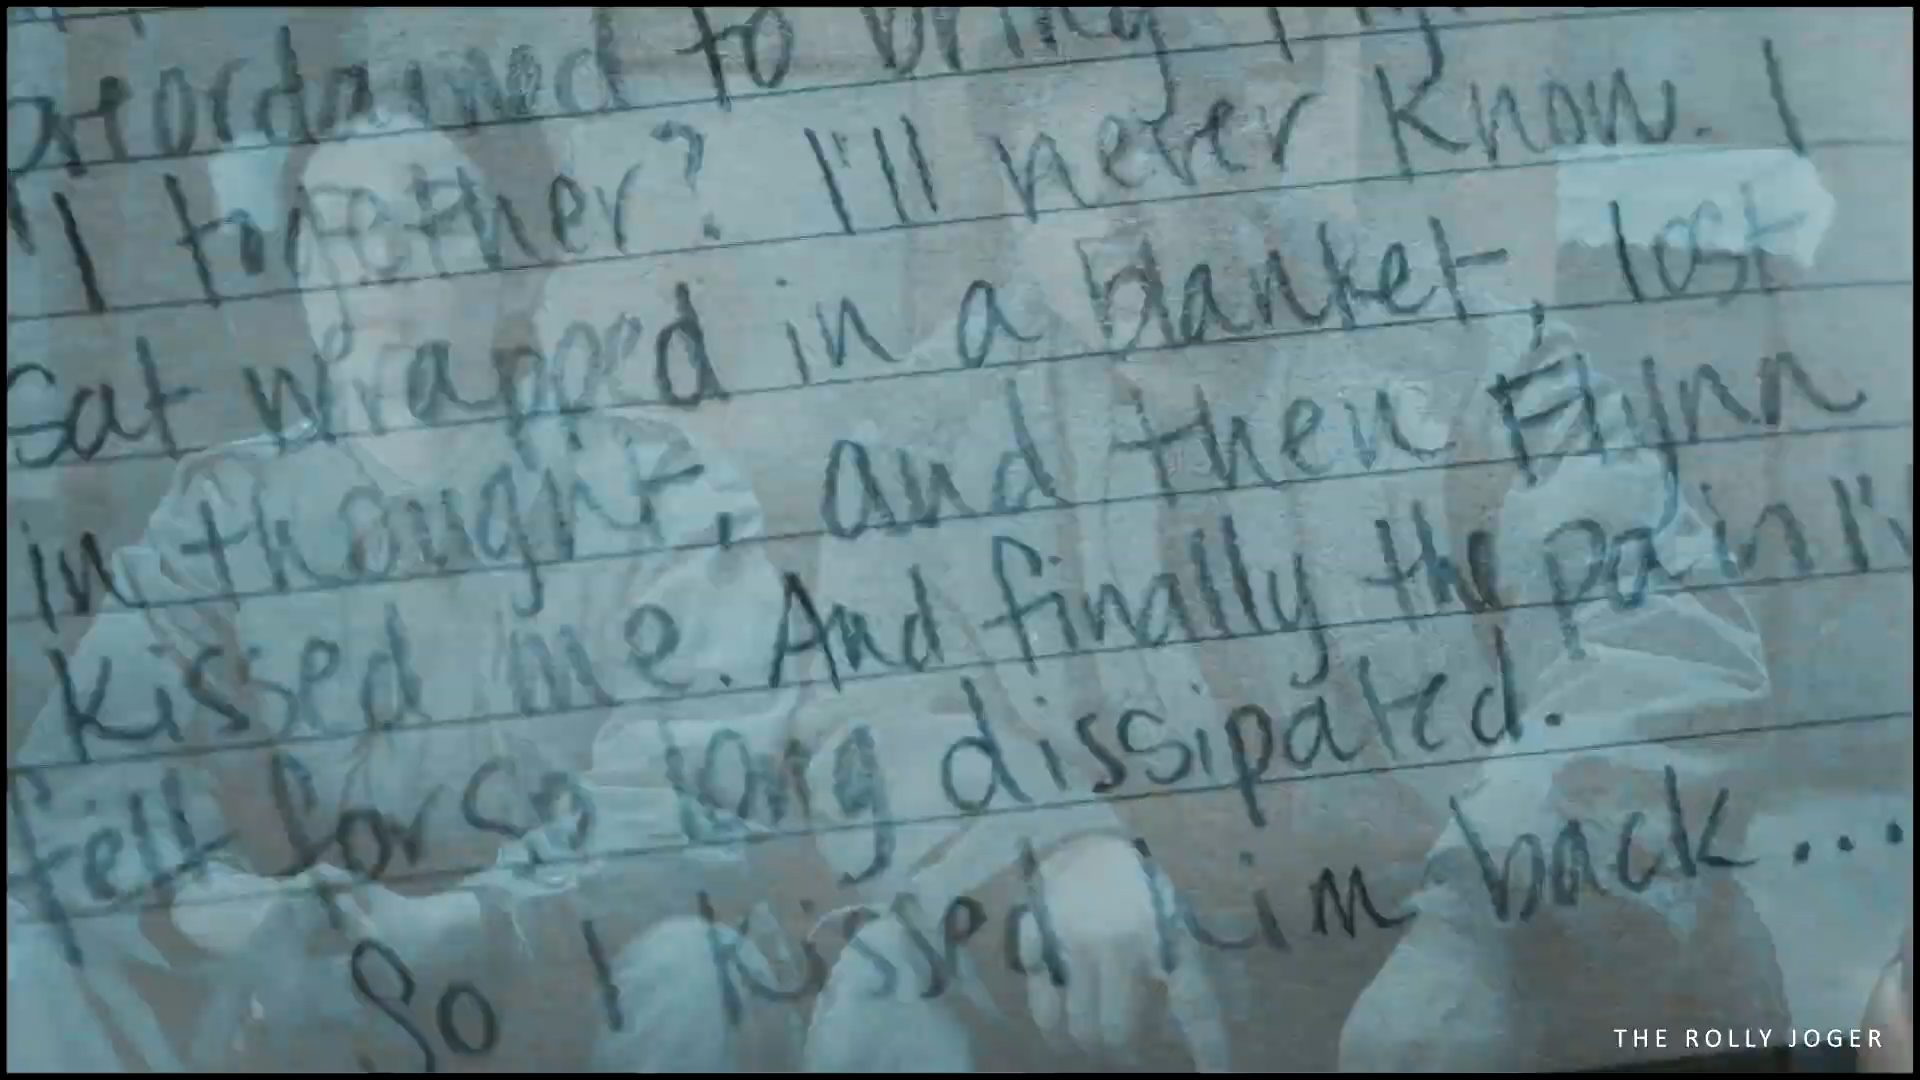 preordained to bring
I together? I'll never know. I
sat wrapped in a blanket, lost
in thought, and then Flynn
kissed me. And finally the pain I'
felt for so long dissipated.
So I kissed him back....
THE ROLLY JOGER